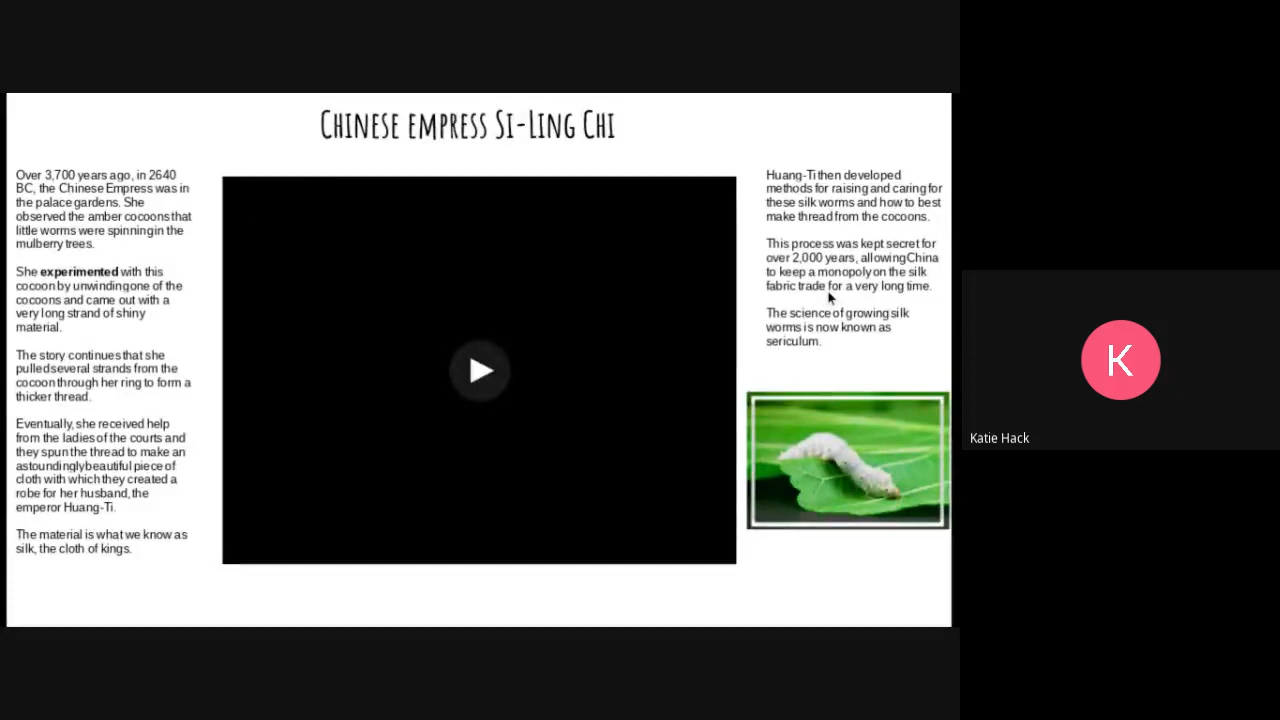 Chinese empress Si-Ling Chi
Over 3,700 years ago, in 2640
BC, the Chinese Empress was in
the palace gardens. She
observed the amber cocoons that
little worms were spinning in the
mulberry trees.
She experimented with this
cocoon by unwinding one of the
cocoons and came out with a
very long strand of shiny
material.
The story continues that she
pulled several strands from the
cocoon through her ring to form a
thicker thread.
Eventually, she received help
from the ladies of the courts and
they spun the thread to make an
astoundingly beautiful piece of
cloth with which they created a
robe for her husband, the
emperor Huang-Ti.
The material is what we know as
silk, the cloth of kings.
Huang-Ti then developed
methods for raising and caring for
these silk worms and how to best
make thread from the cocoons.
This process was kept secret for
over 2,000 years, allowing China
to keep a monopoly on the silk
fabric trade for a very long time.
The science of growing silk
worms is now known as
sericulum.
K
Katie Hack